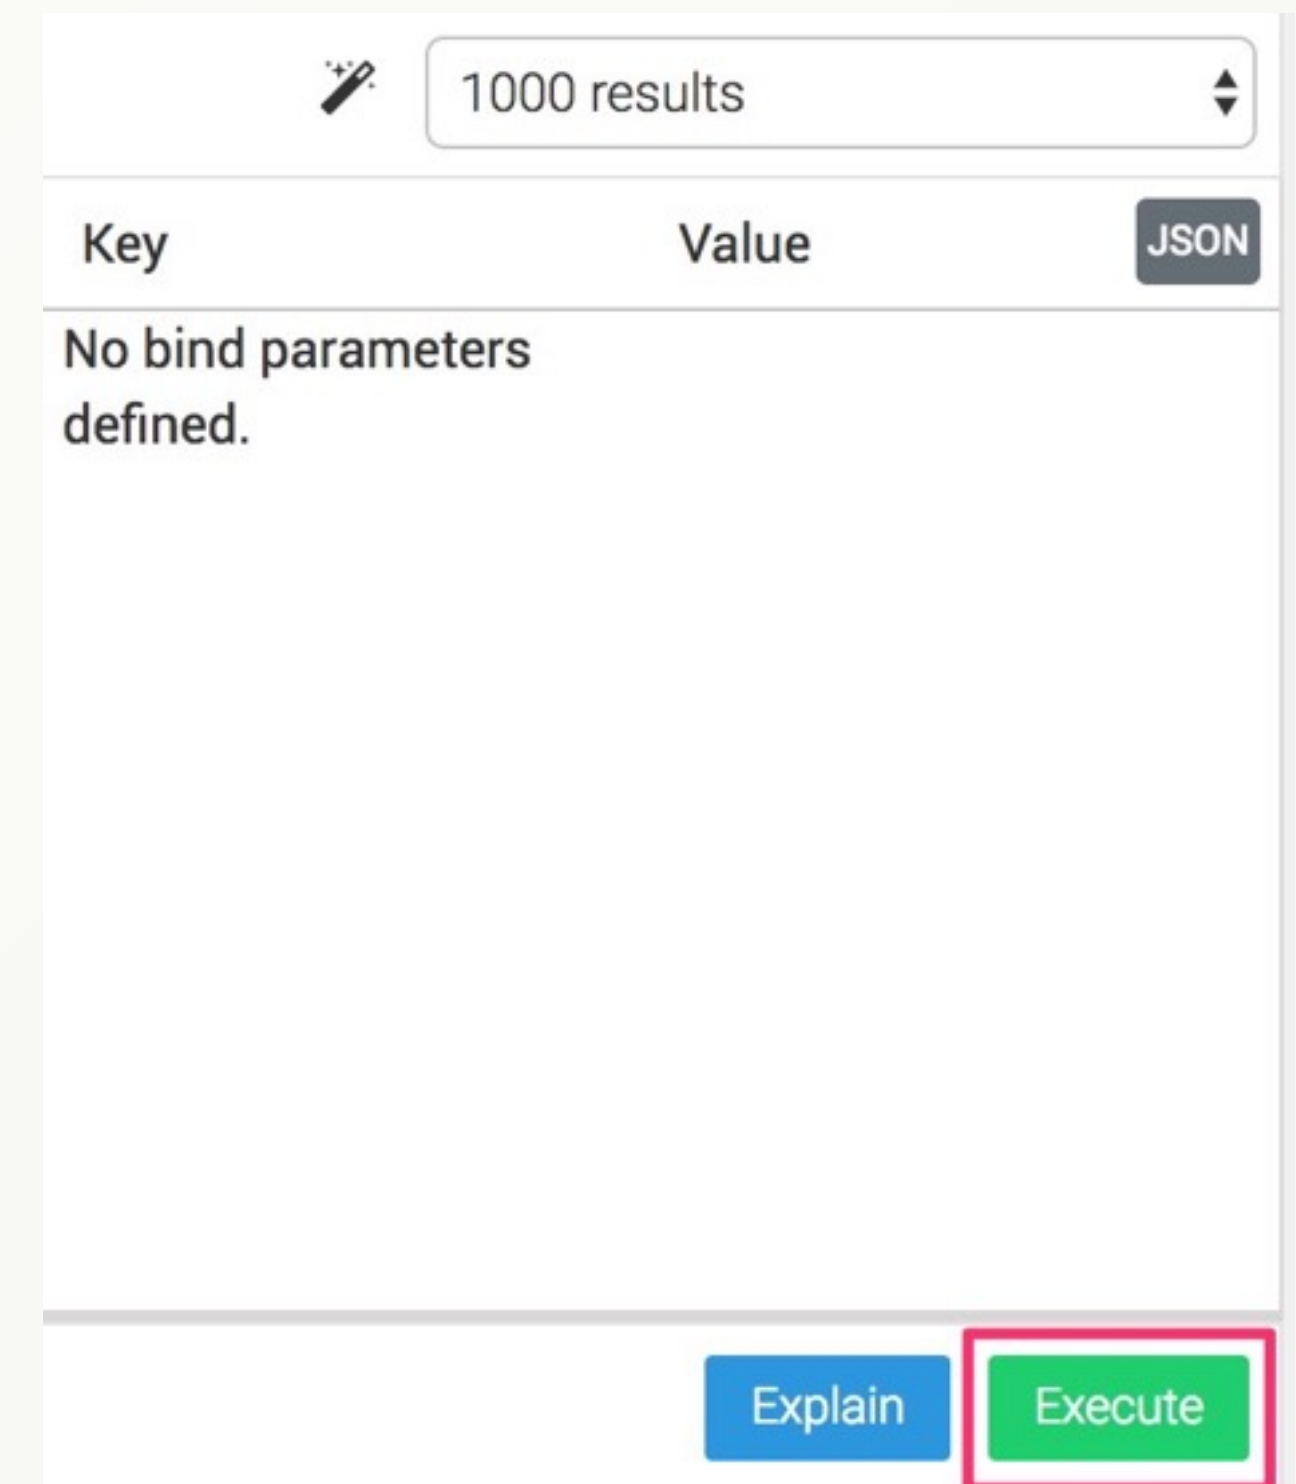 1000 results
Key Value JSON
No bind parameters
defined.
Explain Execute